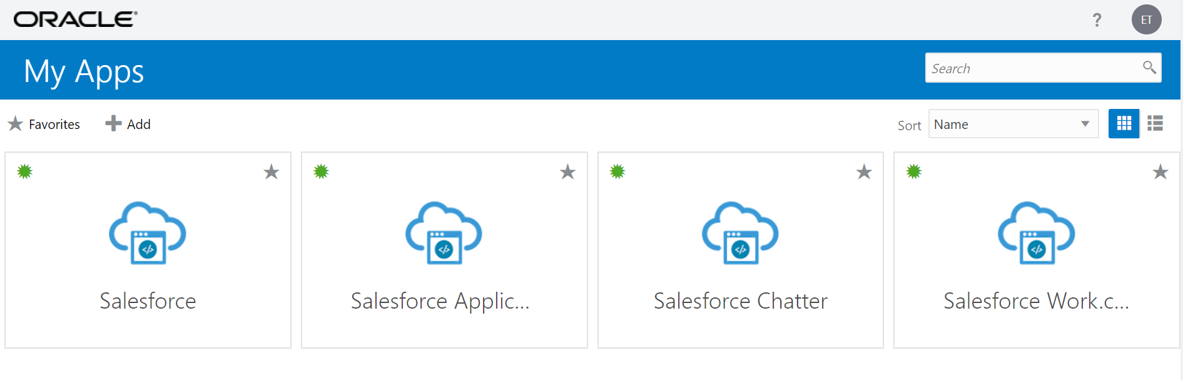 ORACLE®
? ET
My Apps
Search
Favorites Add Sort Name
Salesforce Salesforce Applic... Salesforce Chatter Salesforce Work.c...